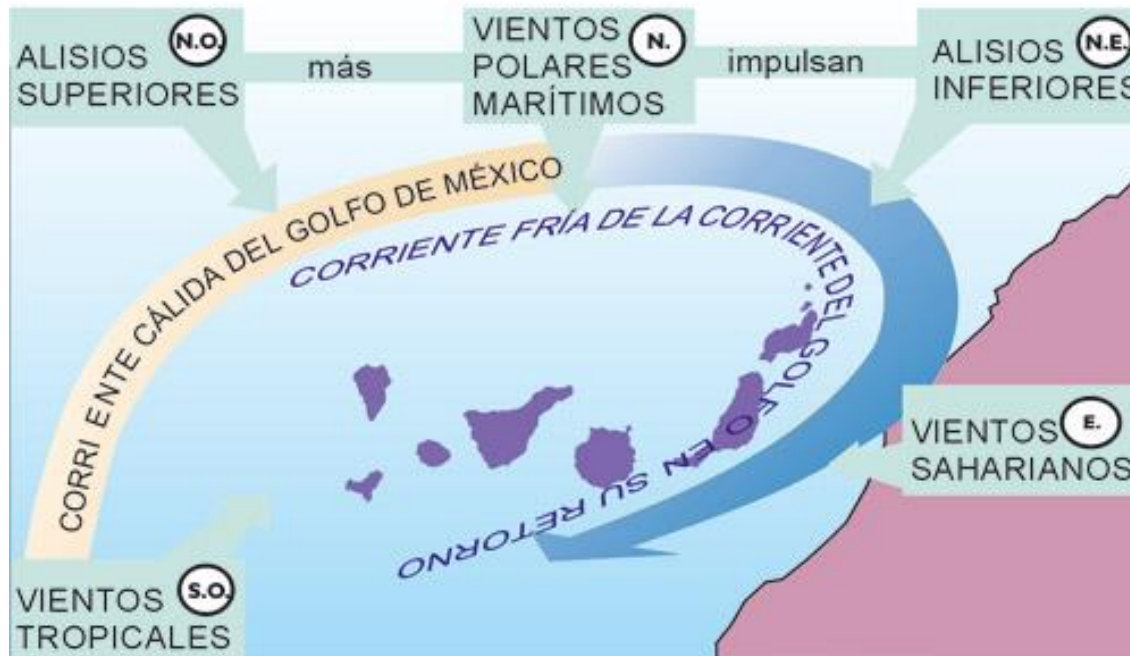 ALISIOS N.O.
SUPERIORES
más
VIENTOS N.
POLARES
MARÍTIMOS
impulsan
ALISIOS N.E.
INFERIORES
CORRI ENTE CÁLIDA DEL GOLFO DE MÉXICO
CORRIENTE FRÍA DE LA CORRIENTE DEL GOLFO EN SU RETORNO
VIENTOS E.
SAHARIANOS
VIENTOS S.O.
TROPICALES